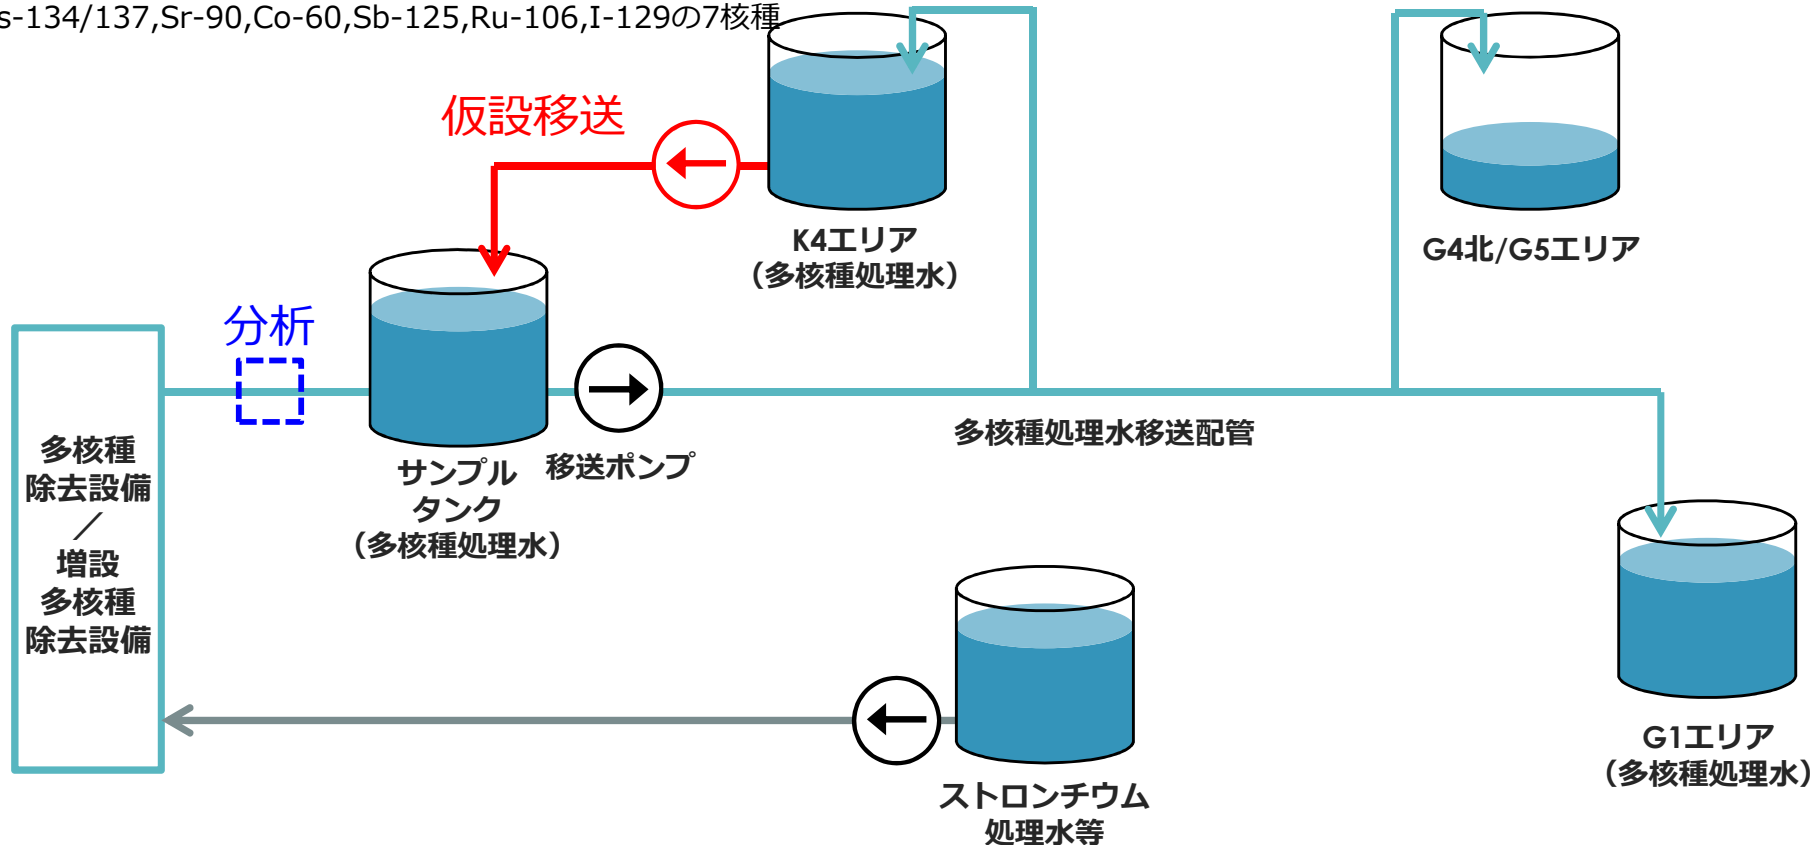 s-134/137,Sr-90,Co-60,Sb-125,Ru-106,I-129の7核種
仮設移送
K4エリア
（多核種処理水）
G4北/G5エリア
分析
多核種処理水移送配管
多核種
除去設備
／
増設
多核種
除去設備
サンプル
タンク
（多核種処理水）
移送ポンプ
G1エリア
（多核種処理水）
ストロンチウム
処理水等